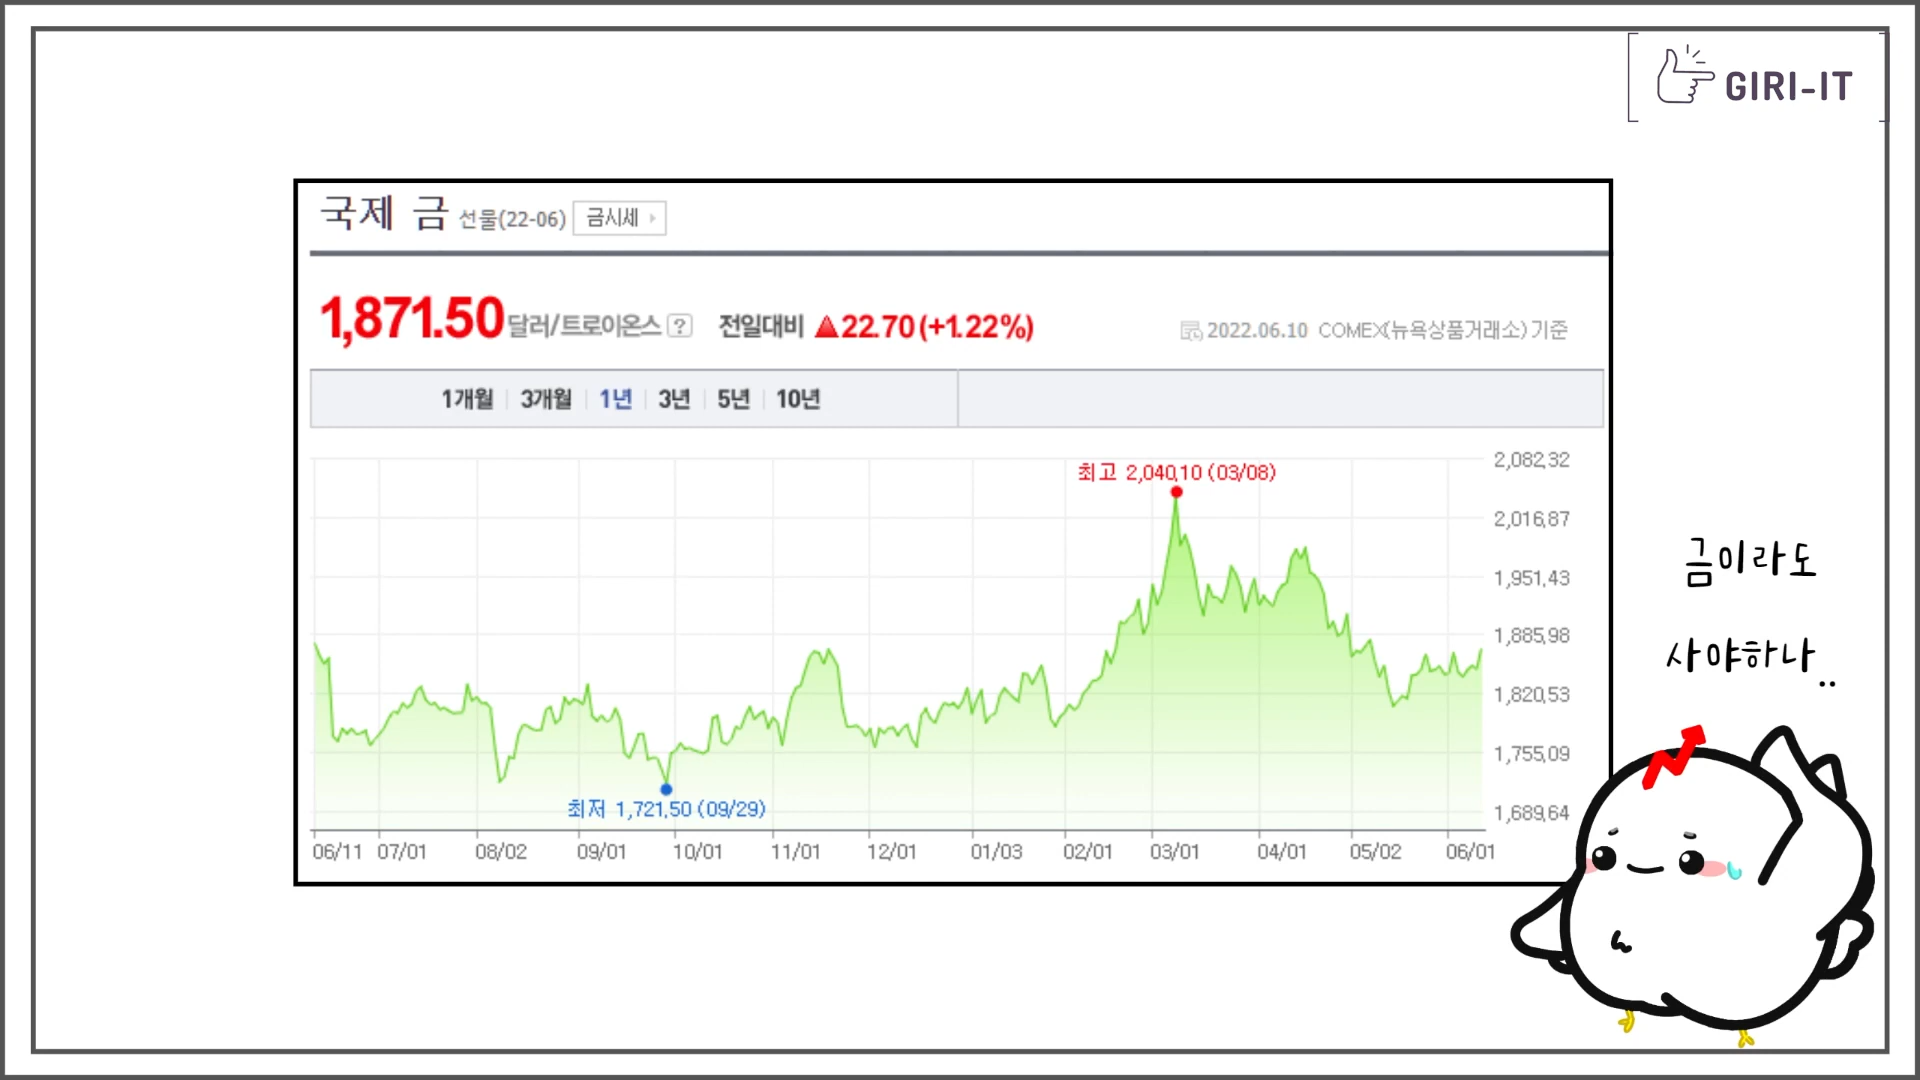 GIRI-IT
국제 금 선물(22-06) 금시세
1,871.50 달러/트로이온스 ? 전일대비 ▲22.70(+1.22%) 2022.06.10 COMEX(뉴욕상품거래소)기준
1개월 3개월 1년 3년 5년 10년
최고 2,040,10 (03/08)
최저 1,721,50 (09/29)
2,082,32
2,016,87
1,951,43
1,885,98
1,820,53
1,755,09
1,689,64
06/11 07/01 08/02 09/01 10/01 11/01 12/01 01/03 02/01 03/01 04/01 05/02 06/01
금이라도
사야하나..